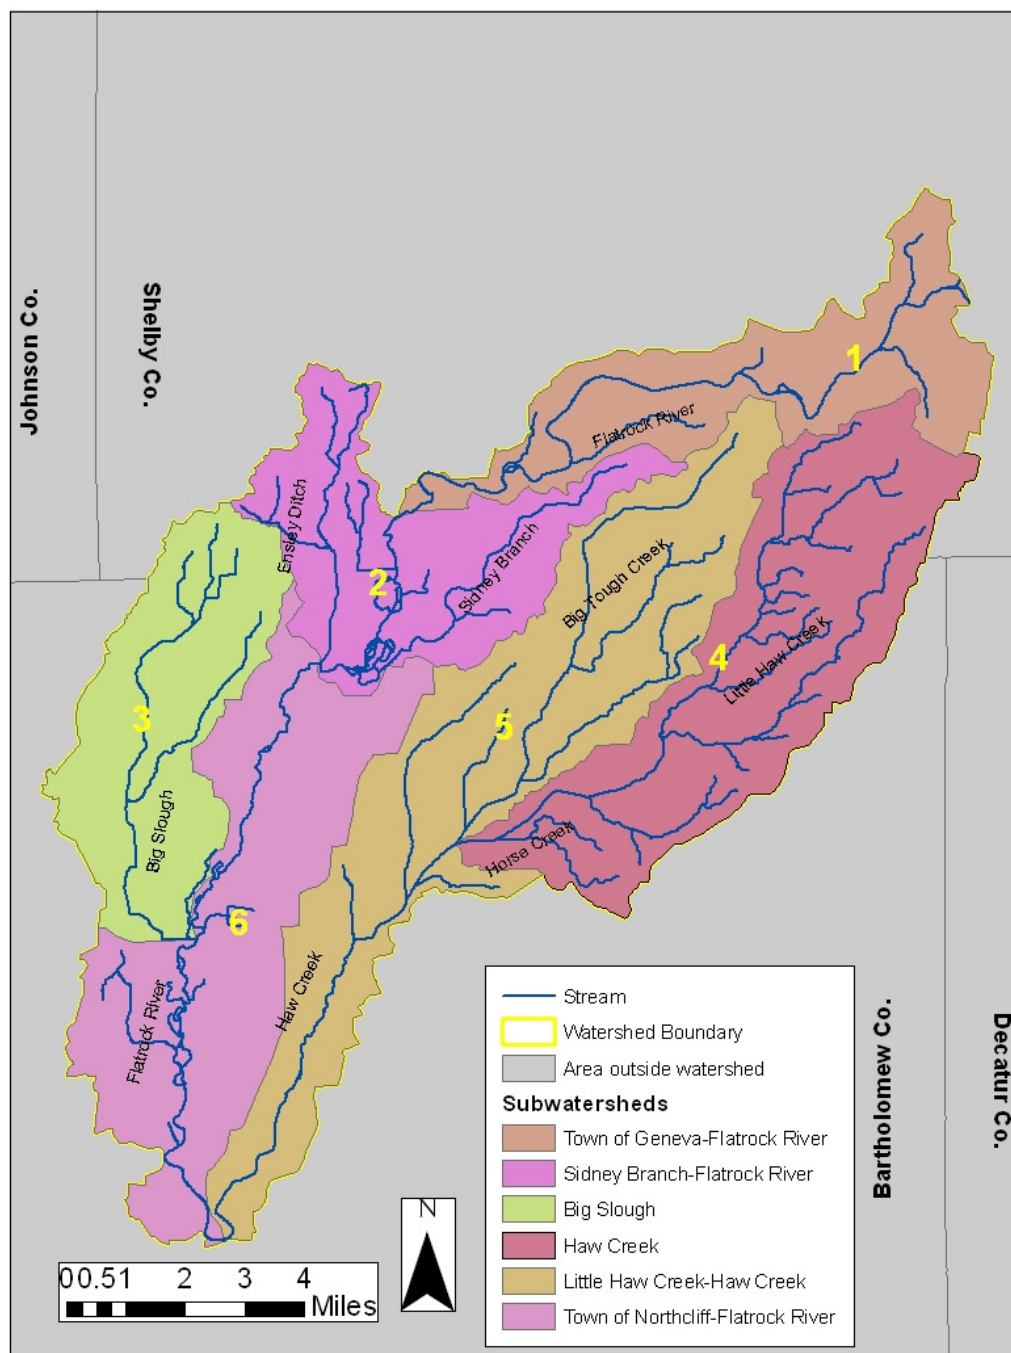 Johnson Co.
Shelby Co.
1
Flatrock River
Ensley Ditch
2
Sidney Branch
Big Tough Creek
4
Little Haw Creek
3
5
Big Slough
Horse Creek
6
Haw Creek
Flatrock River
Bartholomew Co.
Decatur Co.
Stream
Watershed Boundary
Area outside watershed
Subwatersheds
Town of Geneva-Flatrock River
Sidney Branch-Flatrock River
Big Slough
Haw Creek
Little Haw Creek-Haw Creek
Town of Northcliff-Flatrock River
N
0 0.5 1 2 3 4
Miles